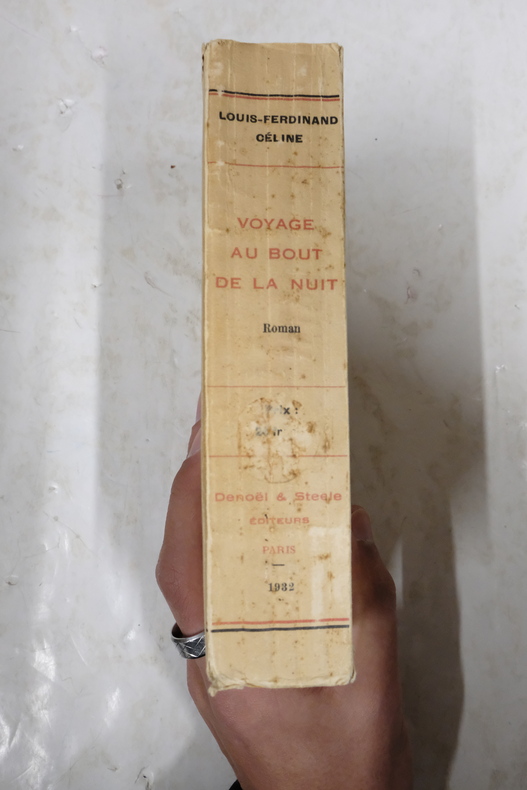 LOUIS-FERDINAND
CÉLINE
VOYAGE
AU BOUT
DE LA NUIT
Roman
Denoël & Steele
ÉDITEURS
PARIS
1932